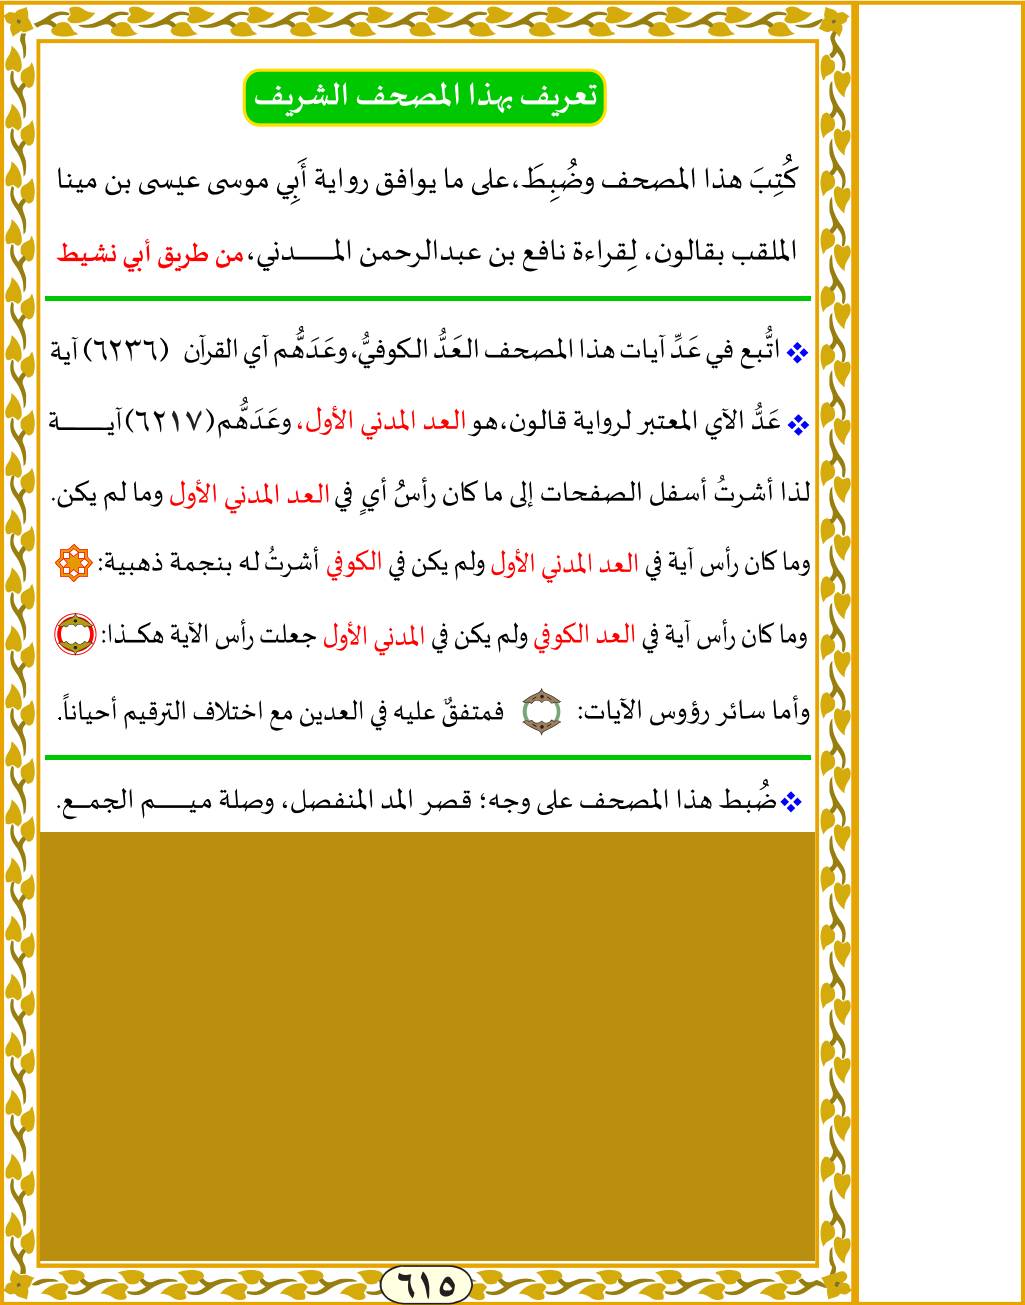 تعريف بهذا المصحف الشريف
كُتِبَ هذا المصحف وضُبِطَ،على ما يوافق رواية أَبِي موسى عيسى بن مينا
الملقب بقالون، لِقراءة نافع بن عبدالرحمن المـــــدني، من طريق أبي نشيط
❖ اتُّبع في عَدِّ آيات هذا المصحف العَدُّ الكوفيُّ، وعَدَدُّهُم آي القرآن (٦٢٣٦) آية
❖ عَدُّ الآي المعتبر لرواية قالون،هو العد المدني الأول، وعَدَدُّهُم(٦٢١٧)آيـــــة
لذا أشرتُ أسفل الصفحات إلى ما كان رأسُ أيٍ في العد المدني الأول وما لم يكن.
وما كان رأس آية في العد المدني الأول ولم يكن في الكوفي أشرتُ له بنجمة ذهبية:
وما كان رأس آية في العد الكوفي ولم يكن في المدني الأول جعلت رأس الآية هكـذا:
وأما سائر رؤوس الآيات: فمتفقٌ عليه في العدين مع اختلاف الترقيم أحياناً.
❖ ضُبط هذا المصحف على وجه؛ قصر المد المنفصل، وصلة ميـــــم الجمـع.
٦١٥